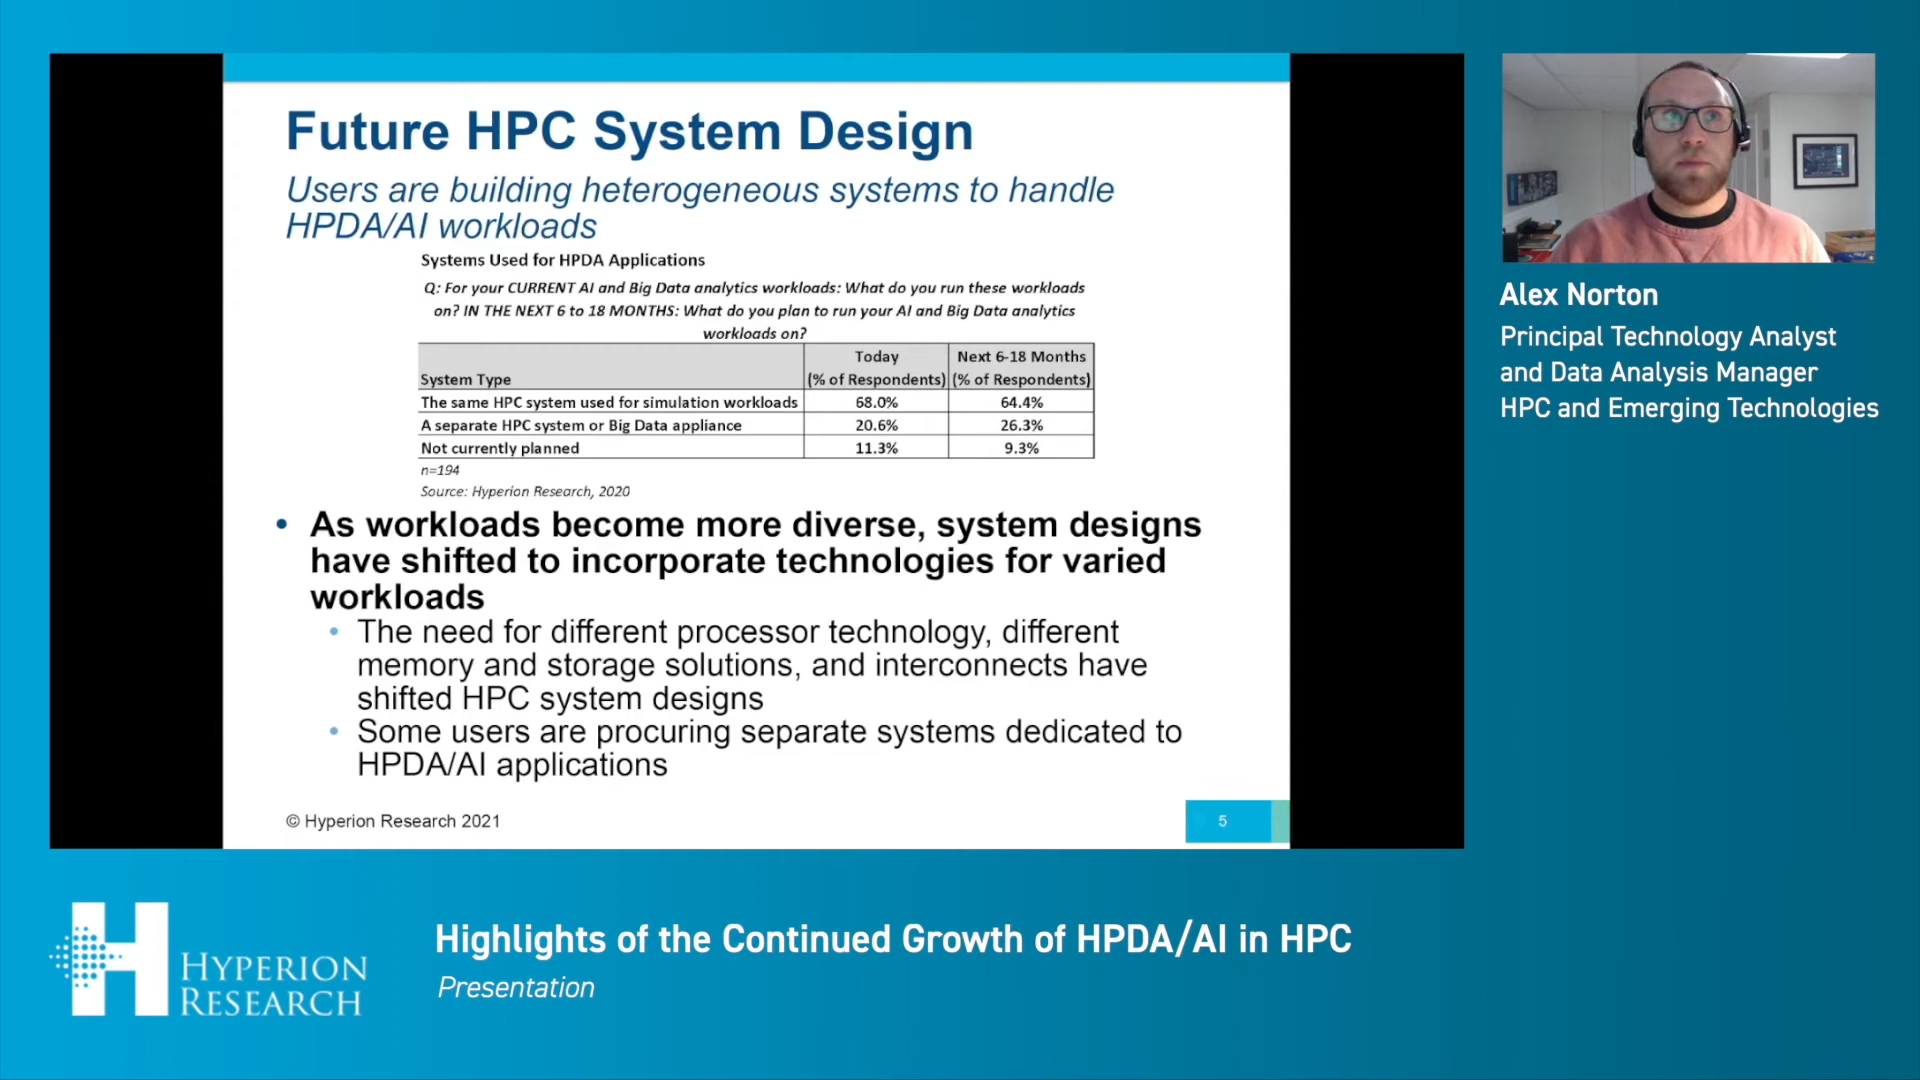 Future HPC System Design
Users are building heterogeneous systems to handle
HPDA/AI workloads
Systems Used for HPDA Applications
Q: For your CURRENT AI and Big Data analytics workloads: What do you run these workloads
on? IN THE NEXT 6 to 18 MONTHS: What do you plan to run your AI and Big Data analytics
workloads on?
System Type
Today
(% of Respondents)
Next 6-18 Months
(% of Respondents)
The same HPC system used for simulation workloads 68.0% 64.4%
A separate HPC system or Big Data appliance 20.6% 26.3%
Not currently planned 11.3% 9.3%
n=194
Source: Hyperion Research, 2020
• As workloads become more diverse, system designs
have shifted to incorporate technologies for varied
workloads
• The need for different processor technology, different
memory and storage solutions, and interconnects have
shifted HPC system designs
• Some users are procuring separate systems dedicated to
HPDA/AI applications
© Hyperion Research 2021
5
Alex Norton
Principal Technology Analyst
and Data Analysis Manager
HPC and Emerging Technologies
HYPERION
RESEARCH
Highlights of the Continued Growth of HPDA/AI in HPC
Presentation